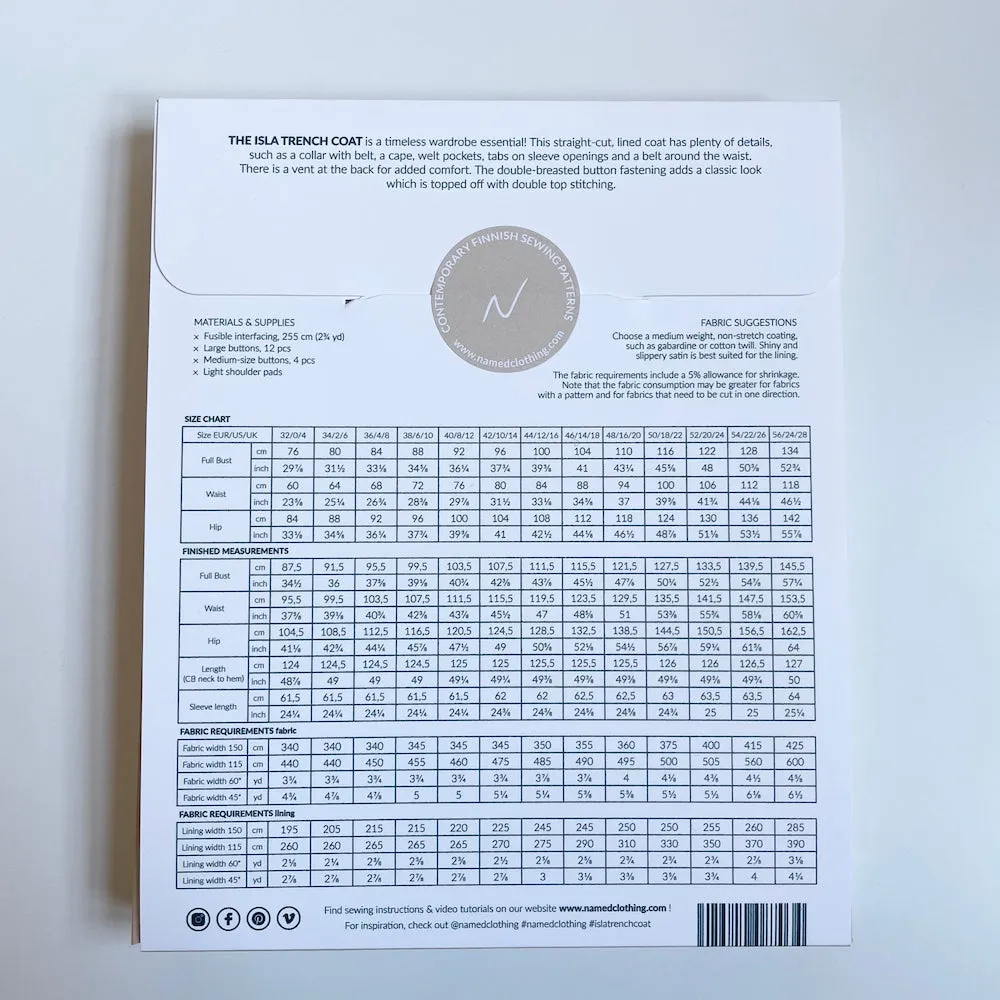 THE ISLA TRENCH COAT is a timeless wardrobe essential! This straight-cut, lined coat has plenty of details,
such as a collar with belt, a cape, welt pockets, tabs on sleeve openings and a belt around the waist.
There is a vent at the back for added comfort. The double-breasted button fastening adds a classic look
which is topped off with double top stitching.
CONTEMPORARY FINNISH SEWING PATTERNS
N
www.namedclothing.com
MATERIALS & SUPPLIES
x Fusible interfacing, 255 cm (2¾ yd)
x Large buttons, 12 pcs
x Medium-size buttons, 4 pcs
x Light shoulder pads
FABRIC SUGGESTIONS
Choose a medium weight, non-stretch coating,
such as gabardine or cotton twill. Shiny and
slippery satin is best suited for the lining.
The fabric requirements include a 5% allowance for shrinkage.
Note that the fabric consumption may be greater for fabrics
with a pattern and for fabrics that need to be cut in one direction.
SIZE CHART
Size EUR/US/UK 32/0/4 34/2/6 36/4/8 38/6/10 40/8/12 42/10/14 44/12/16 46/14/18 48/16/20 50/18/22 52/20/24 54/22/26 56/24/28
Full Bust
cm 76 80 84 88 92 96 100 104 110 116 122 128 134
inch 29⅞ 31½ 33⅛ 34⅝ 36¼ 37¾ 39⅜ 41 43¼ 45⅝ 48 50⅜ 52¾
Waist
cm 60 64 68 72 76 80 84 88 94 100 106 112 118
inch 23⅝ 25¼ 26¾ 28⅜ 29⅞ 31½ 33⅛ 34⅝ 37 39⅜ 41¾ 44⅛ 46½
Hip
cm 84 88 92 96 100 104 108 112 118 124 130 136 142
inch 33⅛ 34⅝ 36¼ 37¾ 39⅜ 41 42½ 44⅛ 46½ 48⅞ 51⅛ 53½ 55⅞
FINISHED MEASUREMENTS
Full Bust
cm 87,5 91,5 95,5 99,5 103,5 107,5 111,5 115,5 121,5 127,5 133,5 139,5 145,5
inch 34½ 36 37⅝ 39⅛ 40¾ 42⅜ 43⅞ 45½ 47⅞ 50¼ 52½ 54⅞ 57¼
Waist
cm 95,5 99,5 103,5 107,5 111,5 115,5 119,5 123,5 129,5 135,5 141,5 147,5 153,5
inch 37⅝ 39⅛ 40¾ 42⅜ 43⅞ 45½ 47 48⅝ 51 53⅜ 55¾ 58⅛ 60⅜
Hip
cm 104,5 108,5 112,5 116,5 120,5 124,5 128,5 132,5 138,5 144,5 150,5 156,5 162,5
inch 41⅛ 42¾ 44¼ 45⅞ 47½ 49 50⅝ 52⅛ 54½ 56⅞ 59¼ 61⅝ 64
Length
(CB neck to hem)
cm 124 124,5 124,5 124,5 125 125 125,5 125,5 125,5 126 126 126,5 127
inch 48⅞ 49 49 49 49¼ 49¼ 49⅜ 49⅜ 49⅜ 49⅝ 49⅝ 49¾ 50
Sleeve length
cm 61,5 61,5 61,5 61,5 61,5 62 62 62,5 62,5 63 63,5 63,5 64
inch 24¼ 24¼ 24¼ 24¼ 24¼ 24⅜ 24⅜ 24⅝ 24⅝ 24¾ 25 25 25¼
FABRIC REQUIREMENTS fabric
Fabric width 150 cm 340 340 340 345 345 345 350 355 360 375 400 415 425
Fabric width 115 cm 440 440 450 455 460 475 485 490 495 500 505 560 600
Fabric width 60" yd 3¾ 3¾ 3¾ 3¾ 3¾ 3¾ 3⅞ 3⅞ 4 4⅛ 4⅜ 4½ 4⅝
Fabric width 45" yd 4¾ 4⅞ 4⅞ 5 5 5¼ 5¼ 5⅜ 5⅜ 5½ 5½ 6⅛ 6½
FABRIC REQUIREMENTS lining
Lining width 150 cm 195 205 215 215 220 225 245 245 250 250 255 260 285
Lining width 115 cm 260 260 265 265 265 270 275 290 310 330 350 370 390
Lining width 60" yd 2⅛ 2¼ 2⅜ 2⅜ 2⅜ 2½ 2⅝ 2⅝ 2¾ 2¾ 2¾ 2⅞ 3⅛
Lining width 45" yd 2⅞ 2⅞ 2⅞ 2⅞ 2⅞ 2⅞ 3 3⅛ 3⅜ 3⅝ 3¾ 4 4¼
Find sewing instructions & video tutorials on our website www.namedclothing.com !
For inspiration, check out @namedclothing #namedclothing #islatrenchcoat